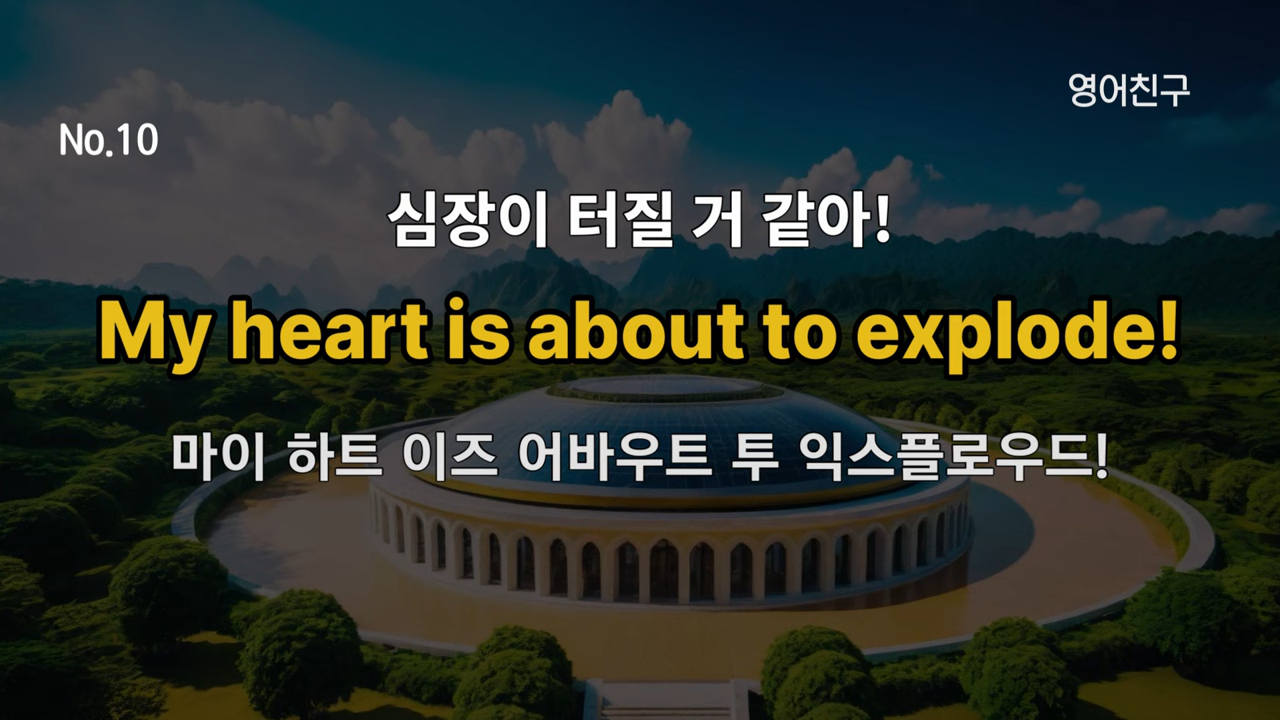 영어친구
No.10
심장이 터질 거 같아!
My heart is about to explode!
마이 하트 이즈 어바우트 투 익스플로우드!